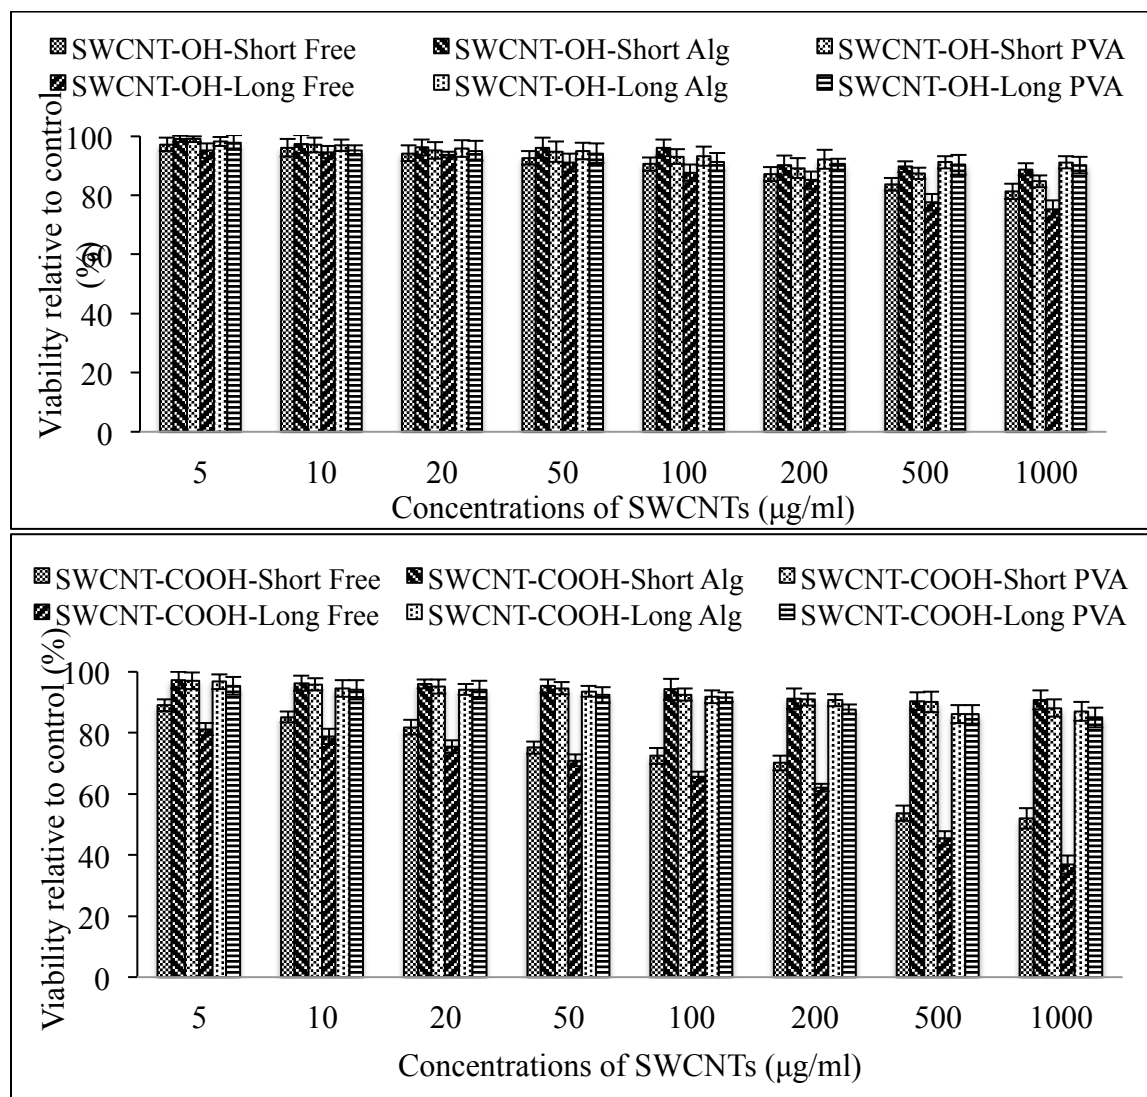 SWCNT-OH-Short Free SWCNT-OH-Short Alg SWCNT-OH-Short PVA
SWCNT-OH-Long Free SWCNT-OH-Long Alg SWCNT-OH-Long PVA
Viability relative to control
(%)
100
80
60
40
20
0
5 10 20 50 100 200 500 1000
Concentrations of SWCNTs (μg/ml)
SWCNT-COOH-Short Free SWCNT-COOH-Short Alg SWCNT-COOH-Short PVA
SWCNT-COOH-Long Free SWCNT-COOH-Long Alg SWCNT-COOH-Long PVA
Viability relative to control (%)
100
80
60
40
20
0
5 10 20 50 100 200 500 1000
Concentrations of SWCNTs (μg/ml)